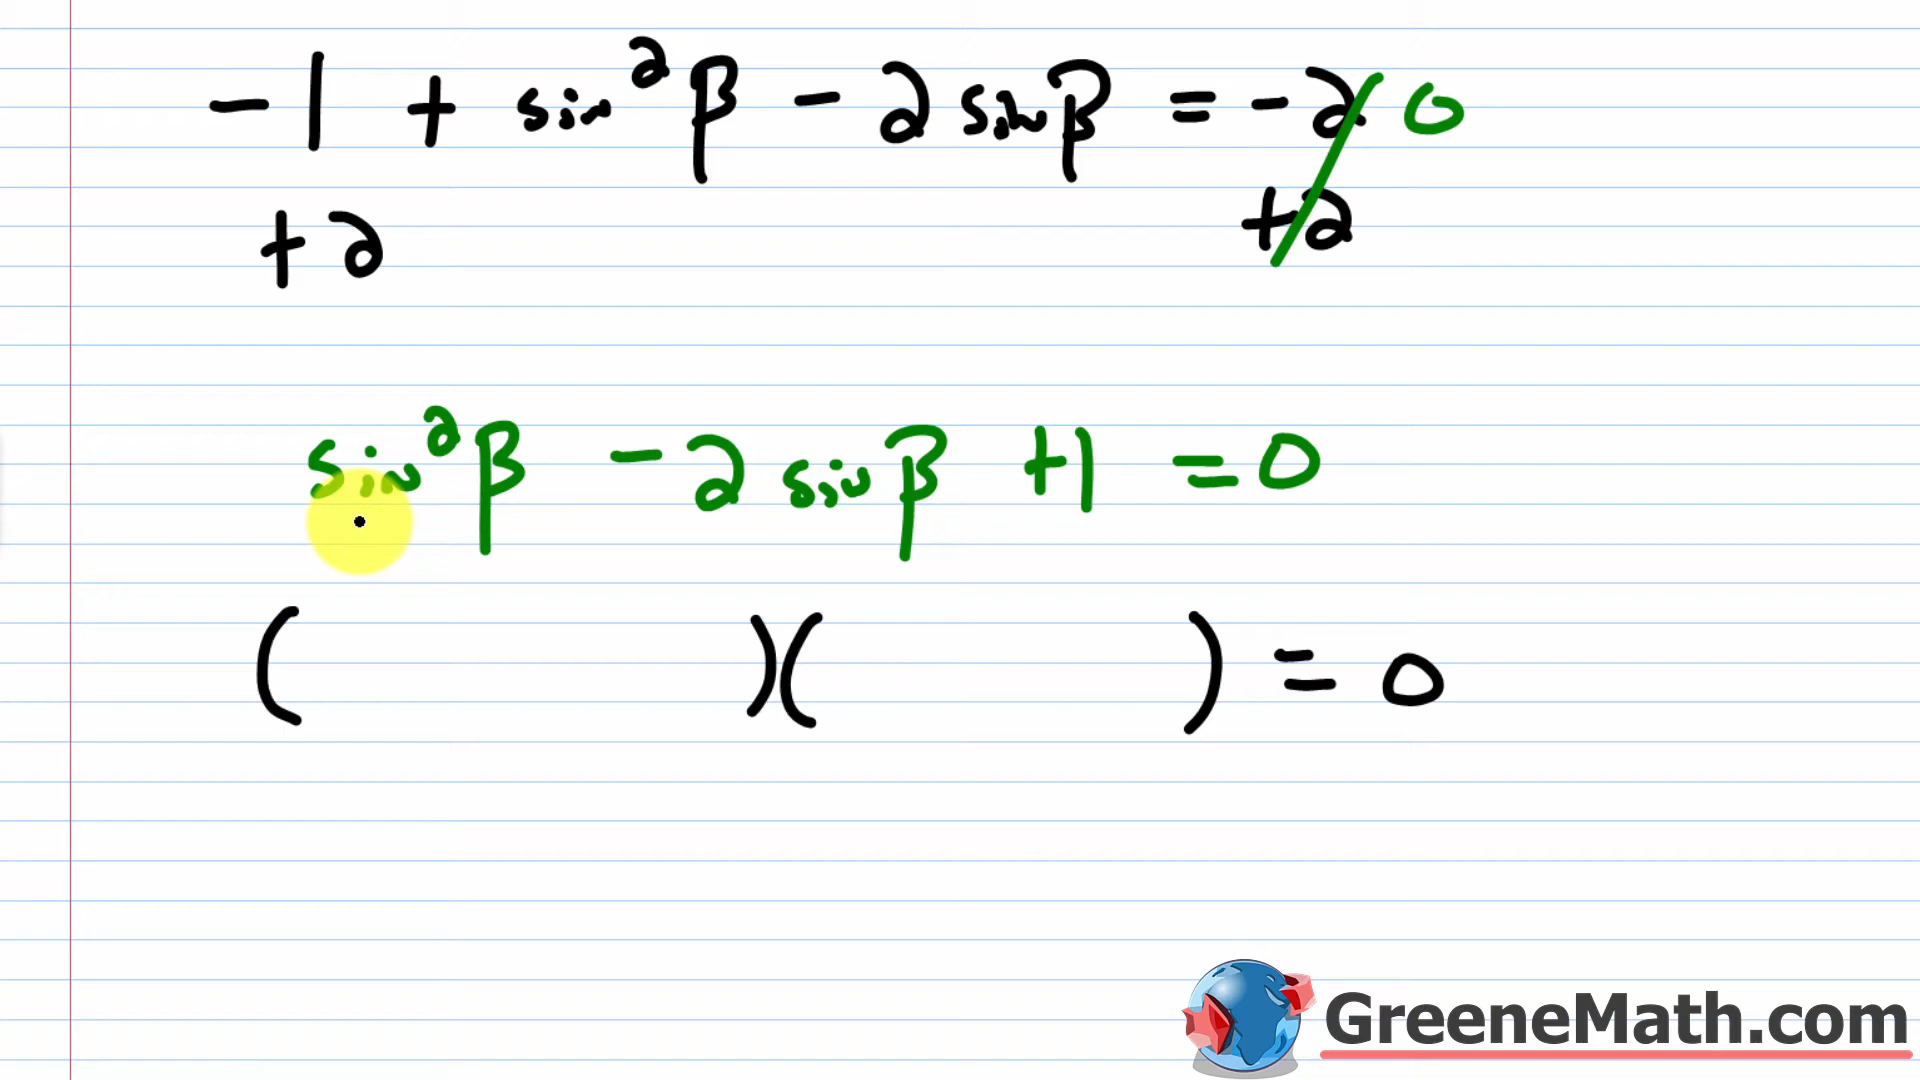 -1 + sin²β - 2 sinβ = -2 0
+2 +2
sin²β - 2 sinβ +1 = 0
( )( ) = 0
GreeneMath.com